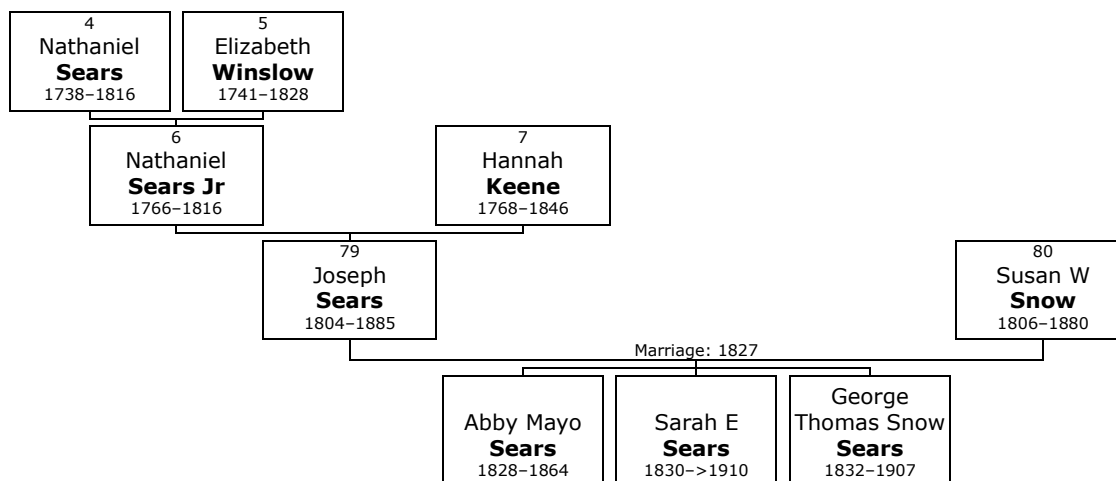 4
Nathaniel
Sears
1738–1816
5
Elizabeth
Winslow
1741–1828
6
Nathaniel
Sears Jr
1766–1816
7
Hannah
Keene
1768–1846
79
Joseph
Sears
1804–1885
80
Susan W
Snow
1806–1880
Marriage: 1827
Abby Mayo
Sears
1828–1864
Sarah E
Sears
1830–>1910
George
Thomas Snow
Sears
1832–1907